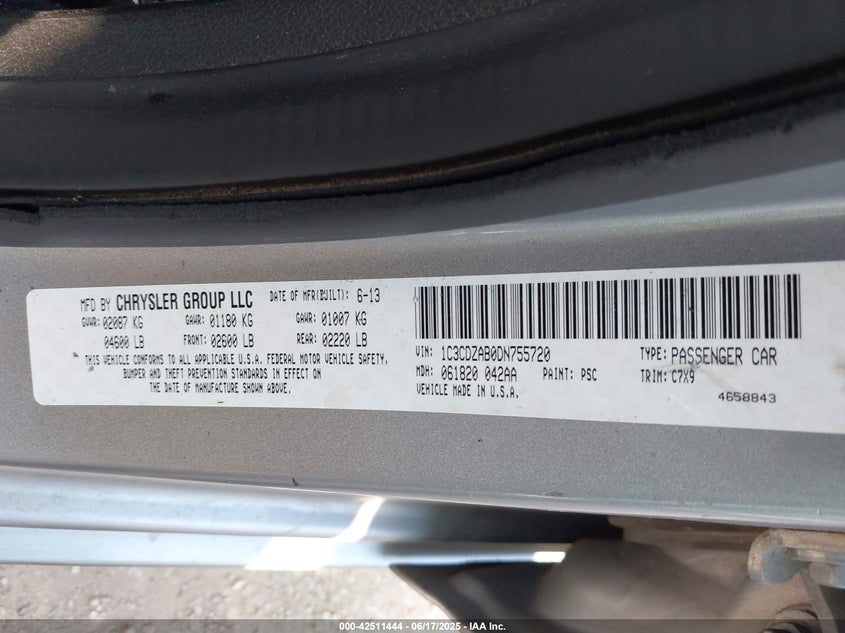 MFD BY CHRYSLER GROUP LLC DATE OF MFR(BUILT): 6-13
GVWR: 02087 KG GAWR: 01180 KG GAWR: 01007 KG
04600 LB FRONT: 02600 LB REAR: 02220 LB
THIS VEHICLE CONFORMS TO ALL APPLICABLE U.S.A. FEDERAL MOTOR VEHICLE SAFETY,
BUMPER AND THEFT PREVENTION STANDARDS IN EFFECT ON
THE DATE OF MANUFACTURE SHOWN ABOVE.
VIN: 1C3CDZAB0DN755720 TYPE: PASSENGER CAR
MDH: 061820 042AA PAINT: PSC TRIM: C7X9
VEHICLE MADE IN U.S.A. 4658843
000-42511444 - 06/17/2025 - IAA Inc.